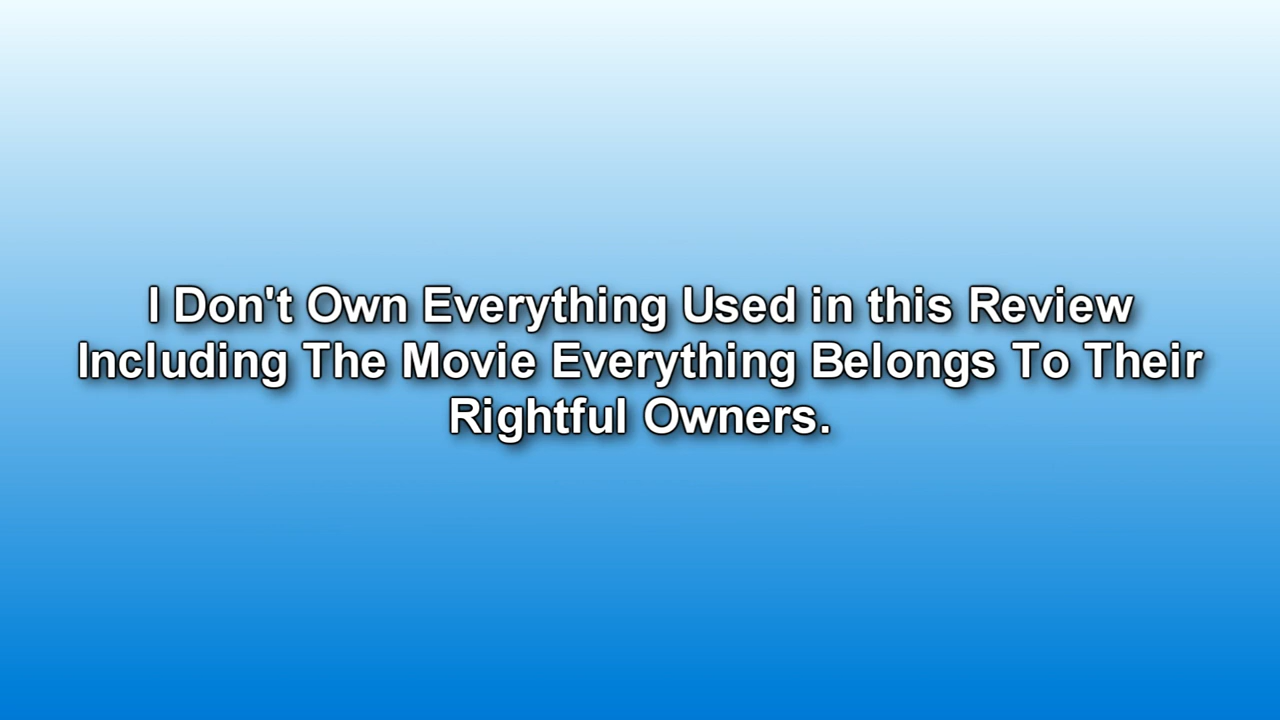 I Don't Own Everything Used in this Review
Including The Movie Everything Belongs To Their
Rightful Owners.